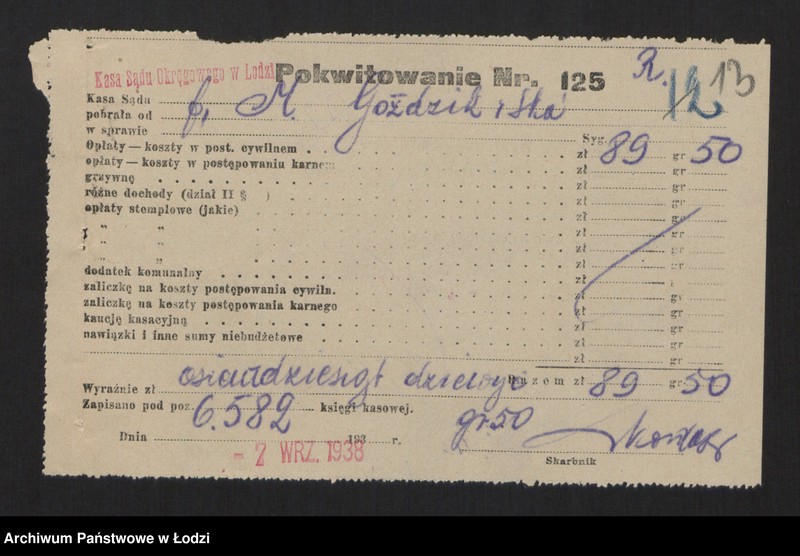 Kasa Sądu Okręgowego w Łodzi Pokwitowanie Nr. 125 R. 12 13
Kasa Sądu
pobrała od f. M. Goździk i Ska
w sprawie Syg.
Opłaty — koszty w post. cywilnem zł 89 gr 50
opłaty — koszty w postępowaniu karnem zł gr
grzywnę zł gr
różne dochody (dział II § ) zł gr
opłaty stemplowe (jakie) zł gr
„ „ zł gr
„ „ zł gr
„ „ zł gr
dodatek komunalny zł
zaliczkę na koszty postępowania cywiln. zł gr
zaliczkę na koszty postępowania karnego zł gr
kaucję kasacyjną zł gr
nawiązki i inne sumy niebudżetowe zł gr
zł gr
Wyraźnie zł osiemdziesiąt dziewięć Razem zł 89 gr 50
Zapisano pod poz. 6.582 księgi kasowej. gr. 50
Dnia 193 r.
- 2 WRZ. 1938
Skarbnik
Archiwum Państwowe w Łodzi